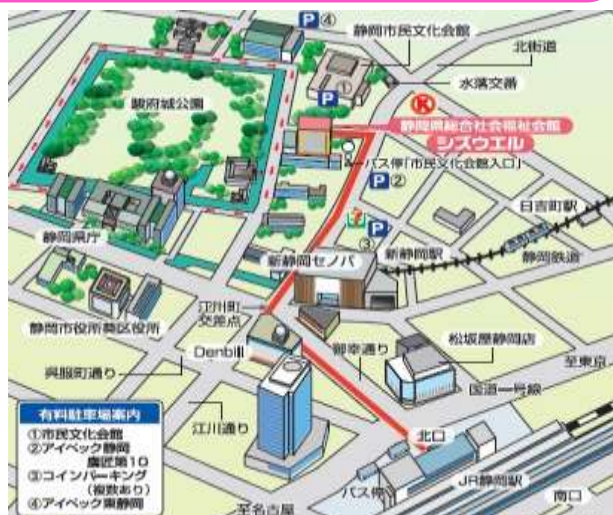 ④
静岡市民文化会館
北街道
①
水落交番
駿府城公園
静岡県総合社会福祉会館
シズウエル
バス停「市民文化会館入口」
P
②
日吉町駅
P
③
静岡県庁
新静岡セノバ
新静岡駅
静岡鉄道
江川町
交差点
静岡市役所葵区役所
御幸通り
松坂屋静岡店
Denbill
至東京
呉服町通り
国道一号線
有料駐車場案内
①市民文化会館
②アイペック静岡
鷹匠第10
③コインパーキング
(複数あり)
④アイペック東静岡
江川通り
北口
バス停
JR静岡駅
至名古屋
南口